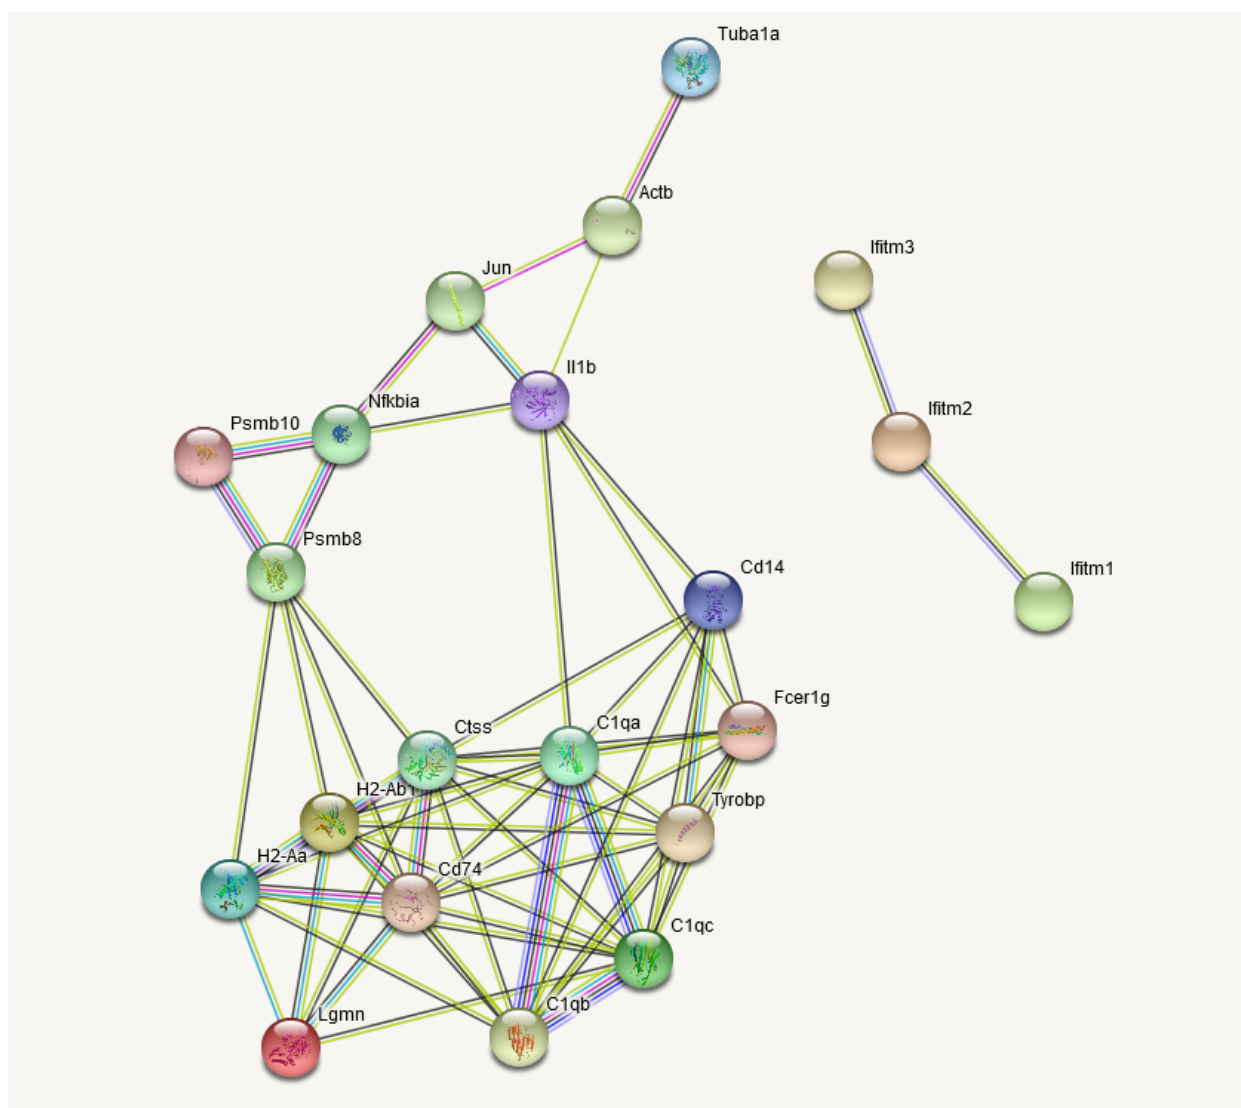 Tuba1a
Actb
Ifitm3
Jun
Il1b
Nfkbia
Ifitm2
Psmb10
Psmb8
Cd14
Ifitm1
Fcer1g
Ctss
C1qa
H2-Ab1
Tyrobp
H2-Aa
Cd74
C1qc
C1qb
Lgmn